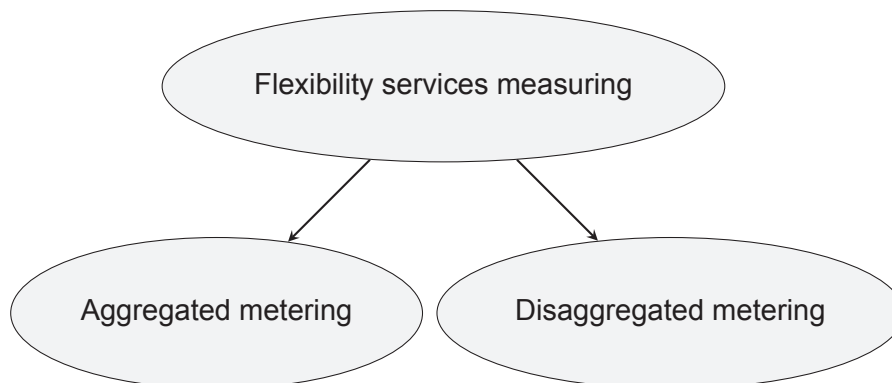 Flexibility services measuring
Aggregated metering
Disaggregated metering